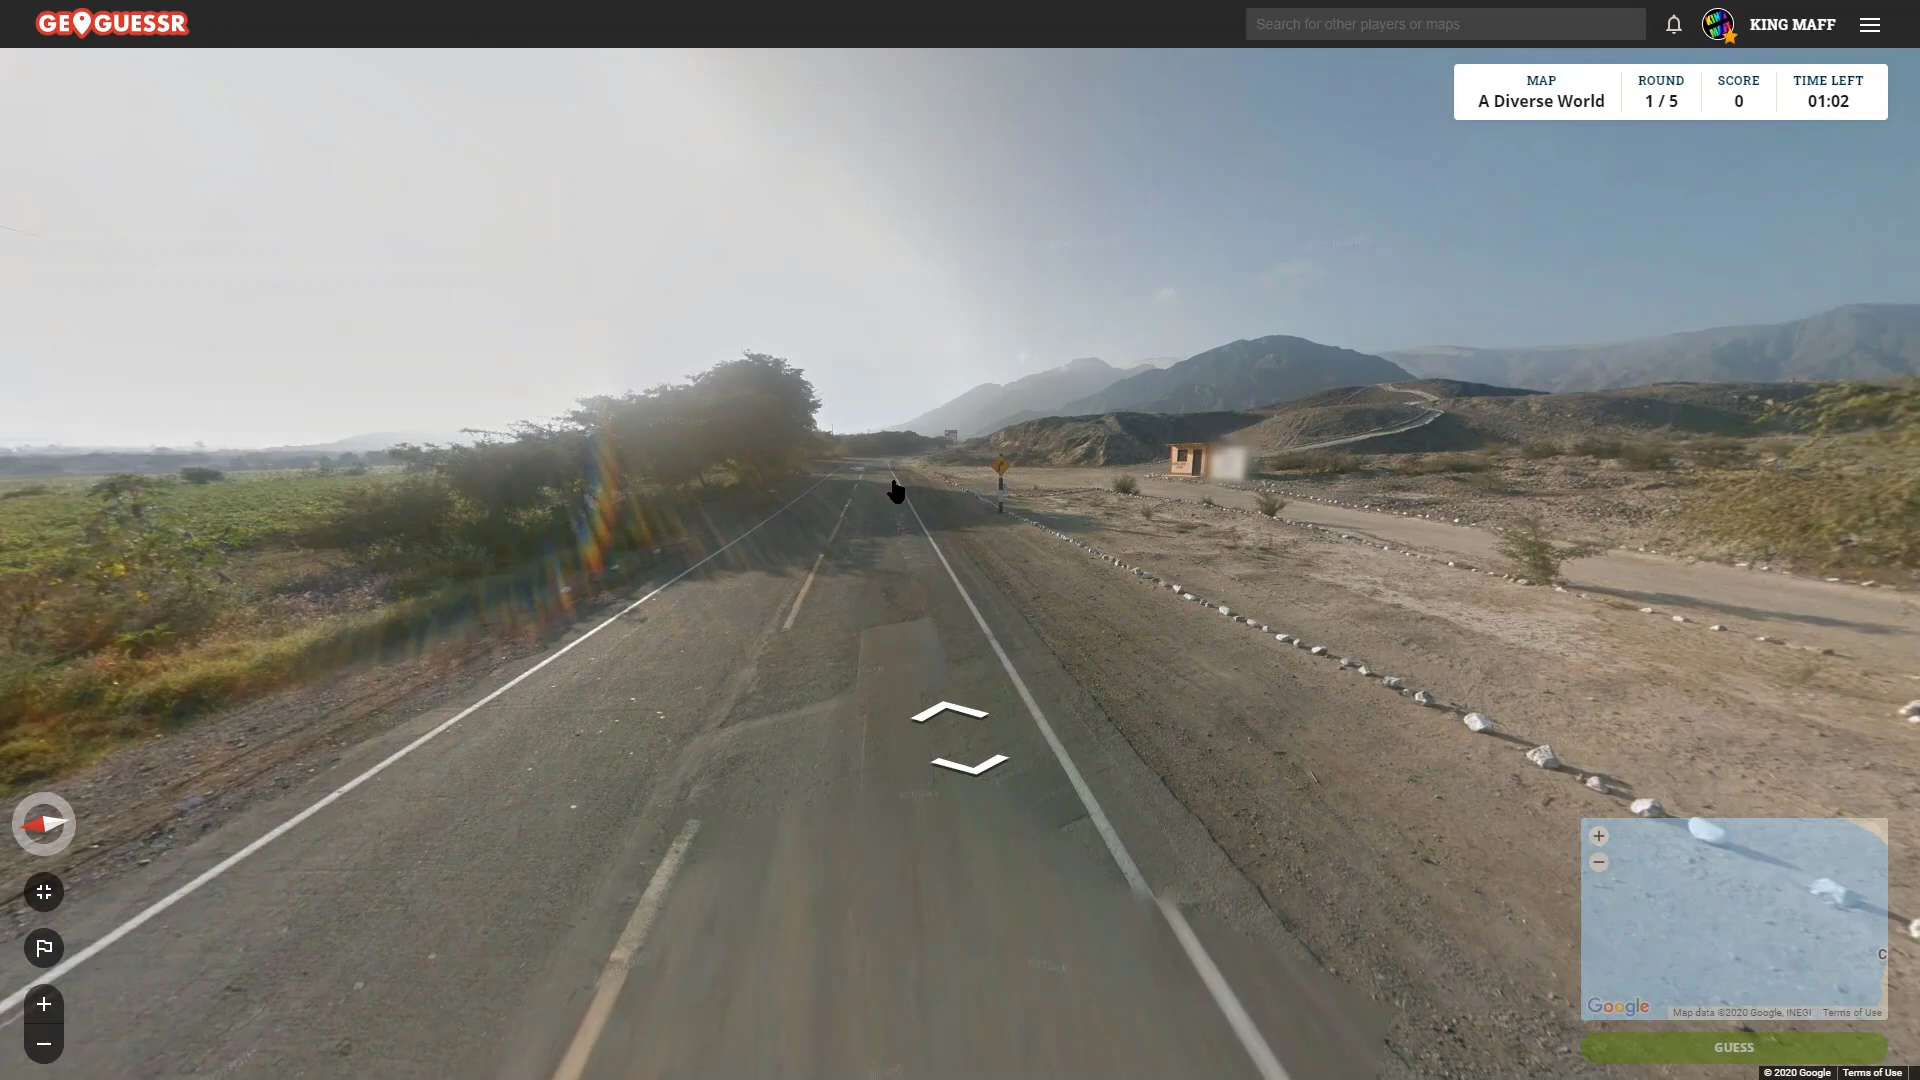 GEOGUESSR
Search for other players or maps
KING MAFF
MAP
A Diverse World
ROUND
1 / 5
SCORE
0
TIME LEFT
01:02
C
Google
Map data ©2020 Google, INEGI
Terms of Use
GUESS
© 2020 Google
Terms of Use